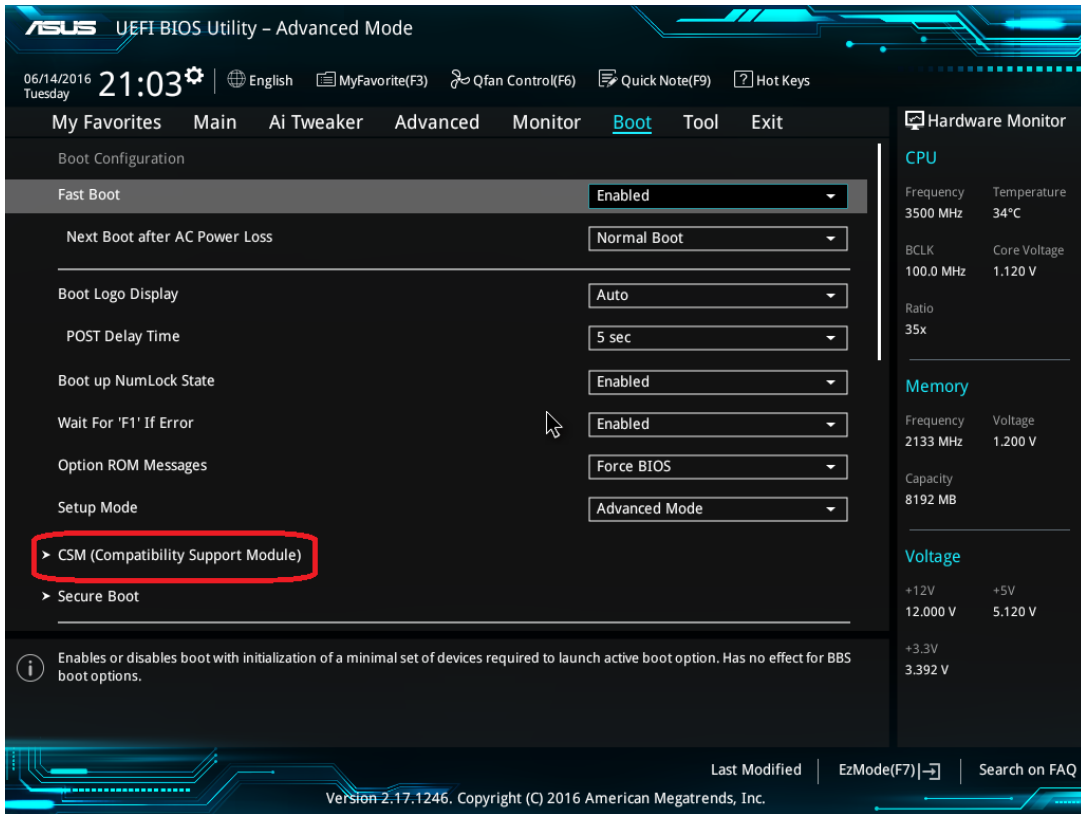 ASUS UEFI BIOS Utility – Advanced Mode
06/14/2016
Tuesday
21:03
English MyFavorite(F3) Qfan Control(F6) Quick Note(F9) ? Hot Keys
My Favorites Main Ai Tweaker Advanced Monitor Boot Tool Exit
Boot Configuration
Fast Boot Enabled
Next Boot after AC Power Loss Normal Boot
Boot Logo Display Auto
POST Delay Time 5 sec
Boot up NumLock State Enabled
Wait For 'F1' If Error Enabled
Option ROM Messages Force BIOS
Setup Mode Advanced Mode
CSM (Compatibility Support Module)
Secure Boot
Enables or disables boot with initialization of a minimal set of devices required to launch active boot option. Has no effect for BBS
boot options.
Hardware Monitor
CPU
Frequency Temperature
3500 MHz 34°C
BCLK Core Voltage
100.0 MHz 1.120 V
Ratio
35x
Memory
Frequency Voltage
2133 MHz 1.200 V
Capacity
8192 MB
Voltage
+12V +5V
12.000 V 5.120 V
+3.3V
3.392 V
Last Modified EzMode(F7) Search on FAQ
Version 2.17.1246. Copyright (C) 2016 American Megatrends, Inc.